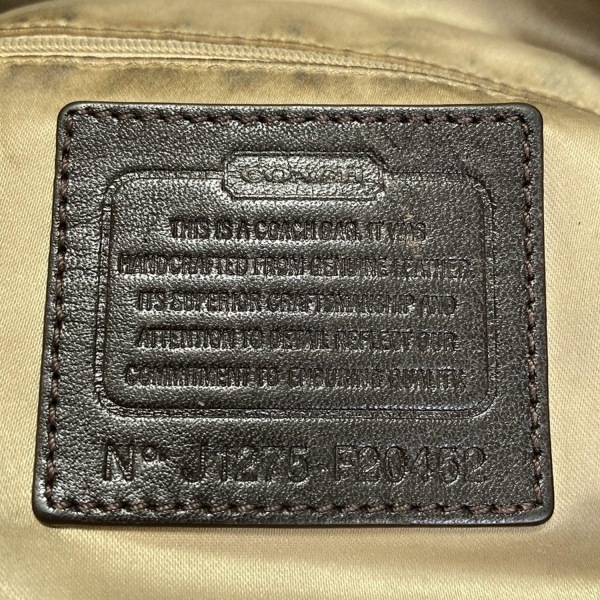 COACH
THIS IS A COACH BAG. IT WAS
HANDCRAFTED FROM GENUINE LEATHER.
ITS SUPERIOR CRAFTSMANSHIP AND
ATTENTION TO DETAIL REFLECT OUR
COMMITMENT TO ENDURING QUALITY.
No J1275-F20452